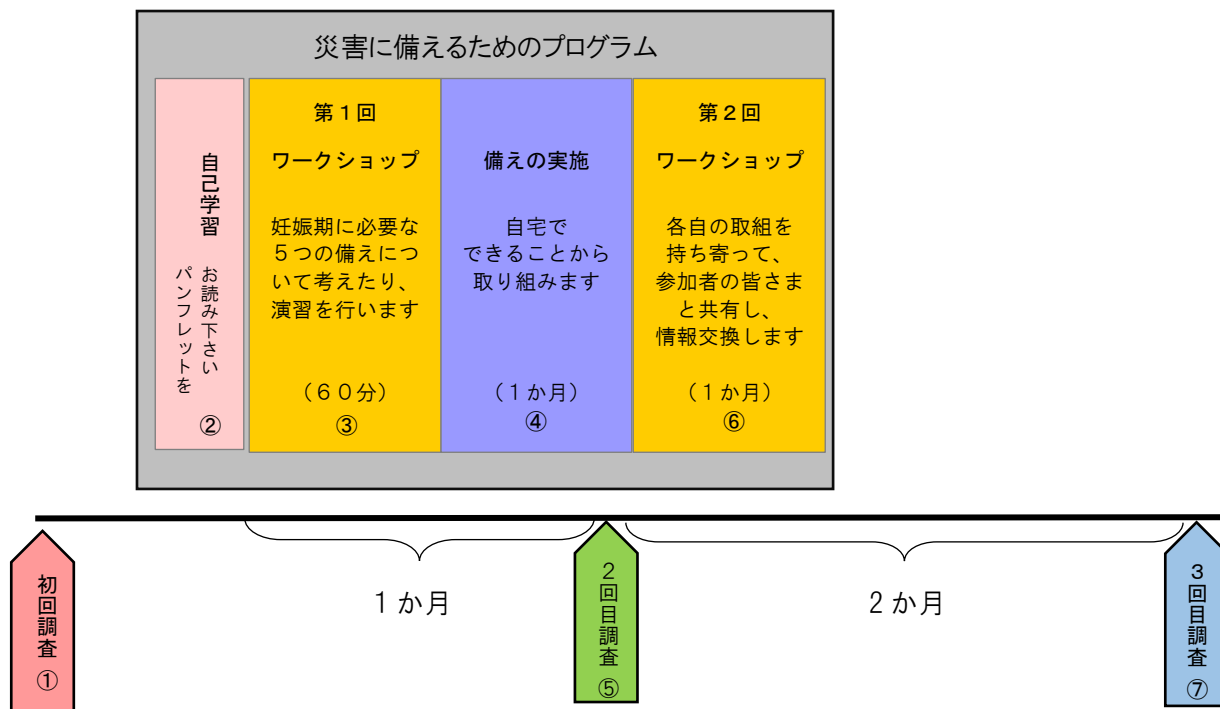 災害に備えるためのプログラム
自己学習
パンフレットを
お読み下さい
②
第１回
ワークショップ
妊娠期に必要な
５つの備えにつ
いて考えたり、
演習を行います
（６０分）
③
備えの実施
自宅で
できることから
取り組みます
（１か月）
④
第２回
ワークショップ
各自の取組を
持ち寄って、
参加者の皆さま
と共有し、
情報交換します
（１か月）
⑥
初回調査①
１か月
２回目調査⑤
２か月
３回目調査⑦